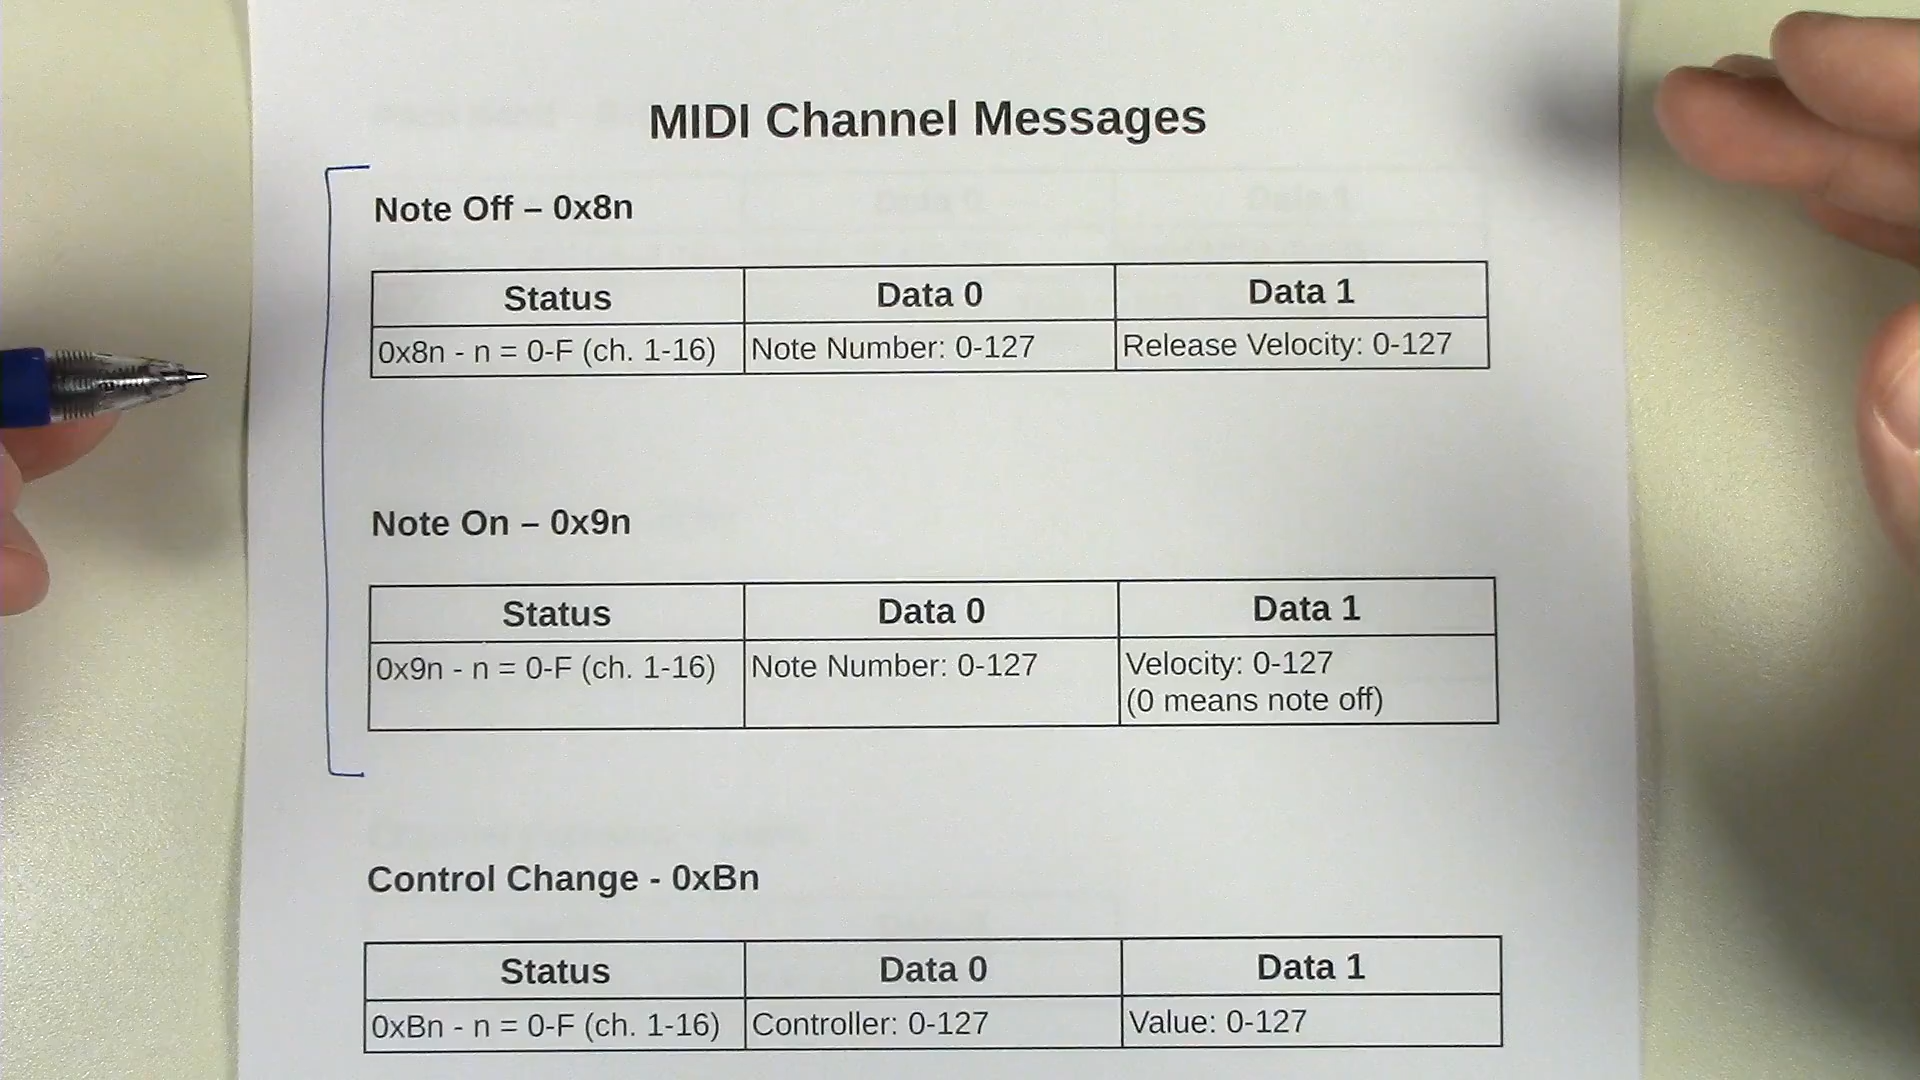 MIDI Channel Messages
Note Off – 0x8n
Status Data 0 Data 1
0x8n - n = 0-F (ch. 1-16) Note Number: 0-127 Release Velocity: 0-127
Note On – 0x9n
Status Data 0 Data 1
0x9n - n = 0-F (ch. 1-16) Note Number: 0-127 Velocity: 0-127
(0 means note off)
Control Change - 0xBn
Status Data 0 Data 1
0xBn - n = 0-F (ch. 1-16) Controller: 0-127 Value: 0-127